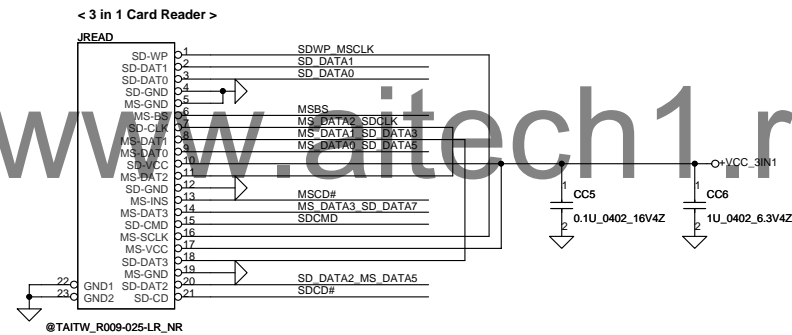 < 3 in 1 Card Reader >
JREAD
SD-WP 1 SDWP_MSCLK
SD-DAT1 2 SD_DATA1
SD-DAT0 3 SD_DATA0
SD-GND 4
MS-GND 5
MS-BS 6 MSBS
SD-CLK 7 MS_DATA2_SDCLK
MS-DAT1 8 MS_DATA1_SD_DATA3
MS-DAT0 9 MS_DATA0_SD_DATA5
SD-VCC 10
MS-DAT2 11
SD-GND 12
MS-INS 13 MSCD#
MS-DAT3 14 MS_DATA3_SD_DATA7
SD-CMD 15 SDCMD
MS-SCLK 16
MS-VCC 17
SD-DAT3 18
MS-GND 19
22 GND1 SD-DAT2 20 SD_DATA2_MS_DATA5
23 GND2 SD-CD 21 SDCD#
@TAITW_R009-025-LR_NR
+VCC_3IN1
1
CC5
0.1U_0402_16V4Z
2
1
CC6
1U_0402_6.3V4Z
2
www.aitech1.r